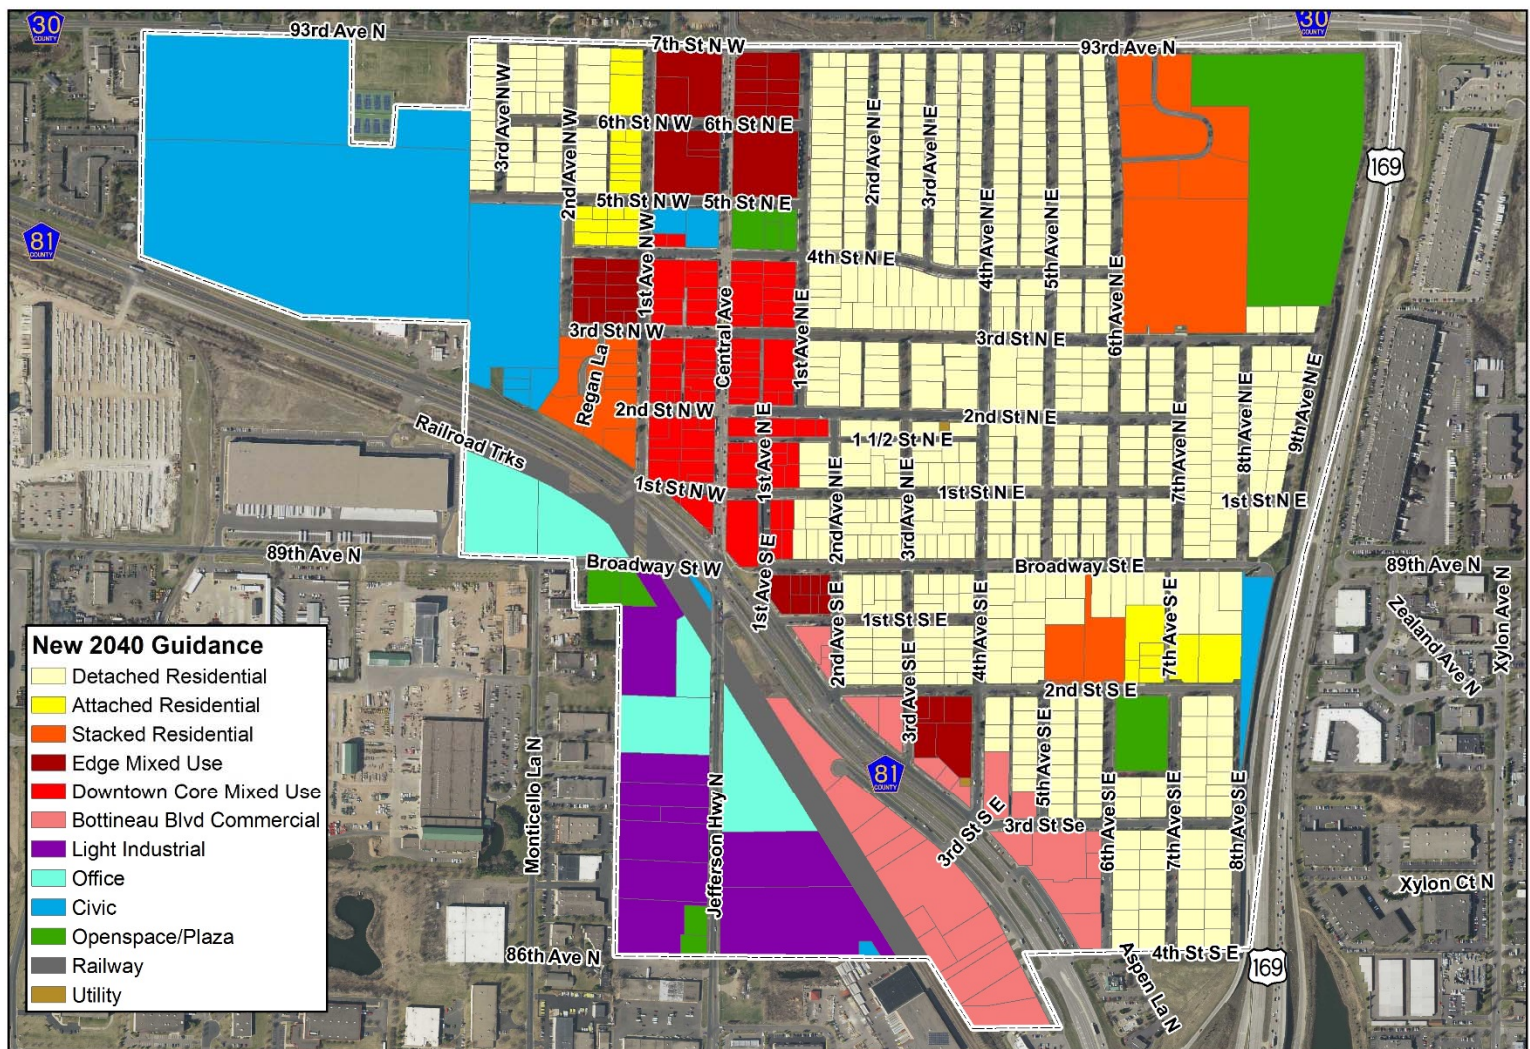 30
COUNTY
93rd Ave N
7th St N W
93rd Ave N
30
COUNTY
3rd Ave N W
2nd Ave N W
6th St N W
6th St N E
2nd Ave N E
3rd Ave N E
4th Ave N E
5th Ave N E
169
5th St N W
5th St N E
1st Ave N W
81
COUNTY
4th St N E
6th Ave N E
3rd St N W
Central Ave
1st Ave N E
3rd St N E
Regan La
2nd St N W
2nd St N E
9th Ave N E
8th Ave N E
7th Ave N E
Railroad Trks
1 1/2 St N E
1st Ave N E
2nd Ave N E
3rd Ave N E
1st St N W
1st St N E
1st St N E
89th Ave N
Broadway St W
Broadway St E
89th Ave N
1st Ave S E
2nd Ave S E
1st St S E
4th Ave S E
7th Ave S E
Zealand Ave N
Xylon Ave N
3rd Ave S E
2nd St S E
New 2040 Guidance
Detached Residential
Attached Residential
Stacked Residential
Edge Mixed Use
Downtown Core Mixed Use
Bottineau Blvd Commercial
Light Industrial
Office
Civic
Openspace/Plaza
Railway
Utility
Monticello La N
Jefferson Hwy N
81
COUNTY
5th Ave S E
6th Ave S E
7th Ave S E
8th Ave S E
3rd St S E
3rd St Se
Xylon Ct N
86th Ave N
Aspen La N
4th St S E
169